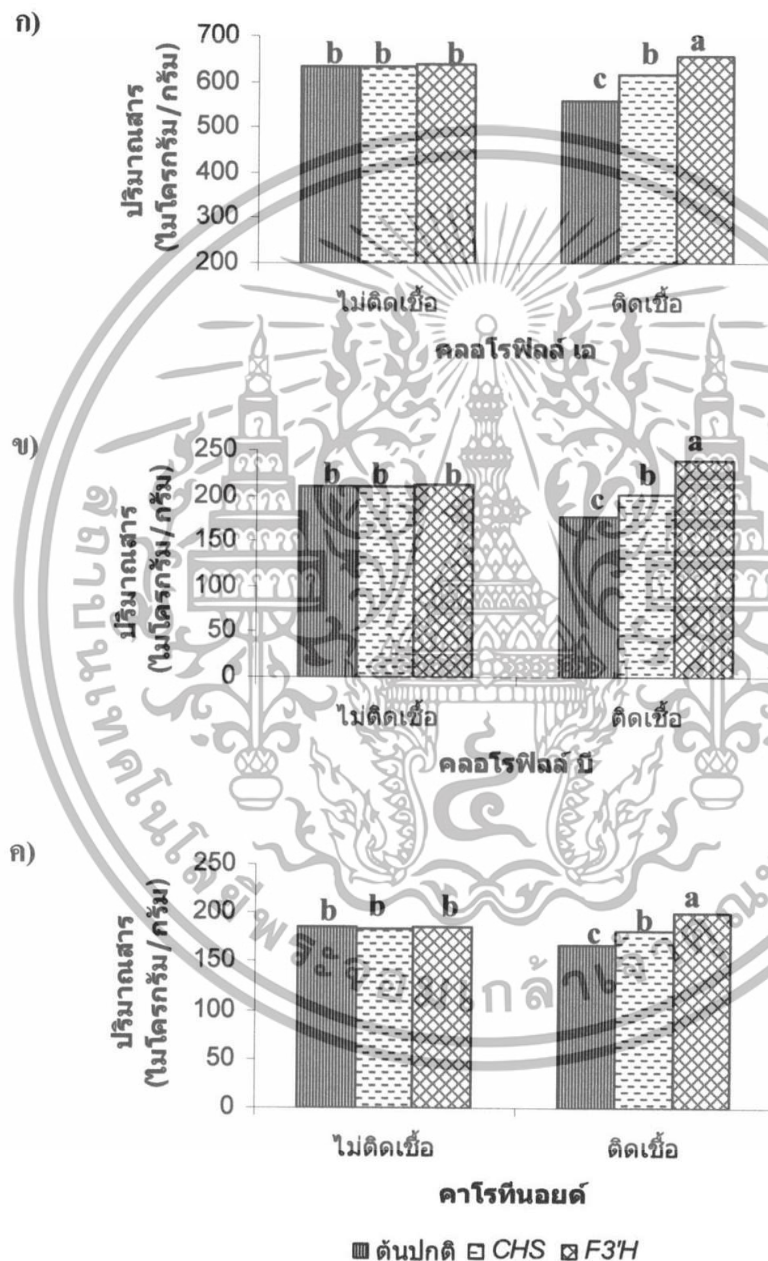 ก)
ปริมาณสาร
(ไมโครกรัม/กรัม)
700
600
500
400
300
200
b b b
c b a
ไม่ติดเชื้อ ติดเชื้อ
คลอโรฟิลล์ เอ
ข)
ปริมาณสาร
(ไมโครกรัม/กรัม)
250
200
150
100
50
0
b b b
c b a
ไม่ติดเชื้อ ติดเชื้อ
คลอโรฟิลล์ บี
ค)
ปริมาณสาร
(ไมโครกรัม/กรัม)
250
200
150
100
50
0
b b b
c b a
ไม่ติดเชื้อ ติดเชื้อ
คาโรทีนอยด์
ต้นปกติ CHS F3'H